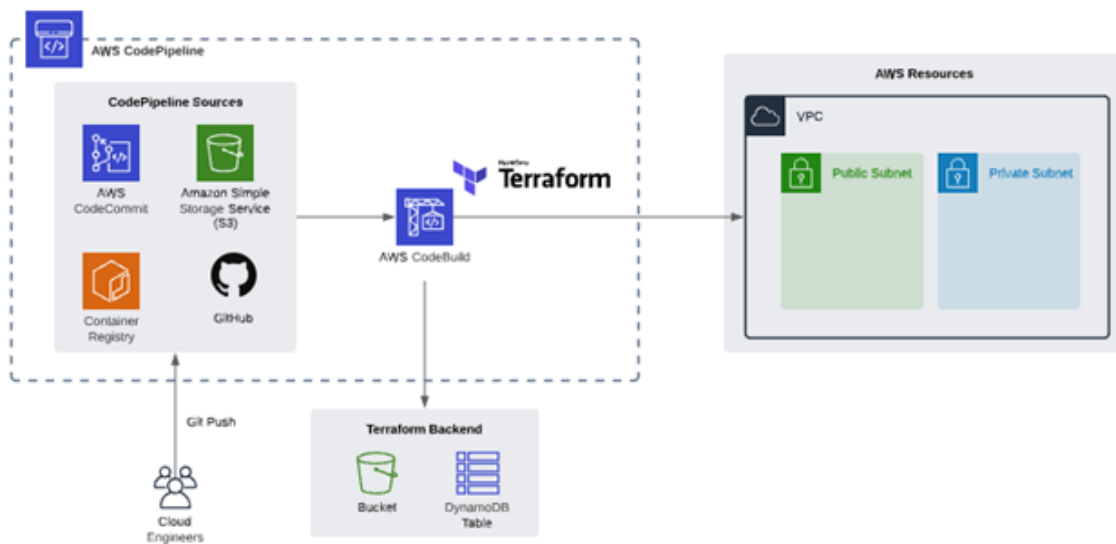 AWS CodePipeline
CodePipeline Sources
AWS
CodeCommit
Amazon Simple
Storage Service
(S3)
Container
Registry
GitHub
HashiCorp
Terraform
AWS CodeBuild
AWS Resources
VPC
Public Subnet
Private Subnet
Git Push
Cloud
Engineers
Terraform Backend
Bucket
DynamoDB
Table